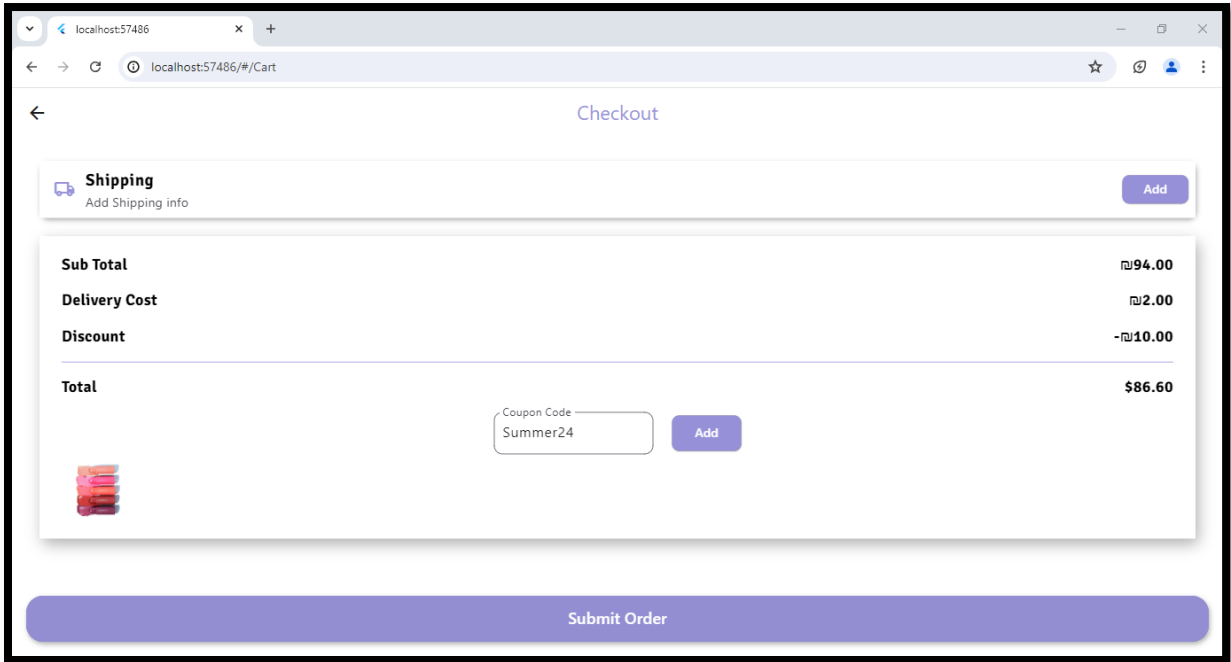 localhost:57486
localhost:57486/#/Cart
Checkout
Shipping
Add Shipping info
Add
Sub Total ₪94.00
Delivery Cost ₪2.00
Discount -₪10.00
Total $86.60
Coupon Code
Summer24
Add
Submit Order